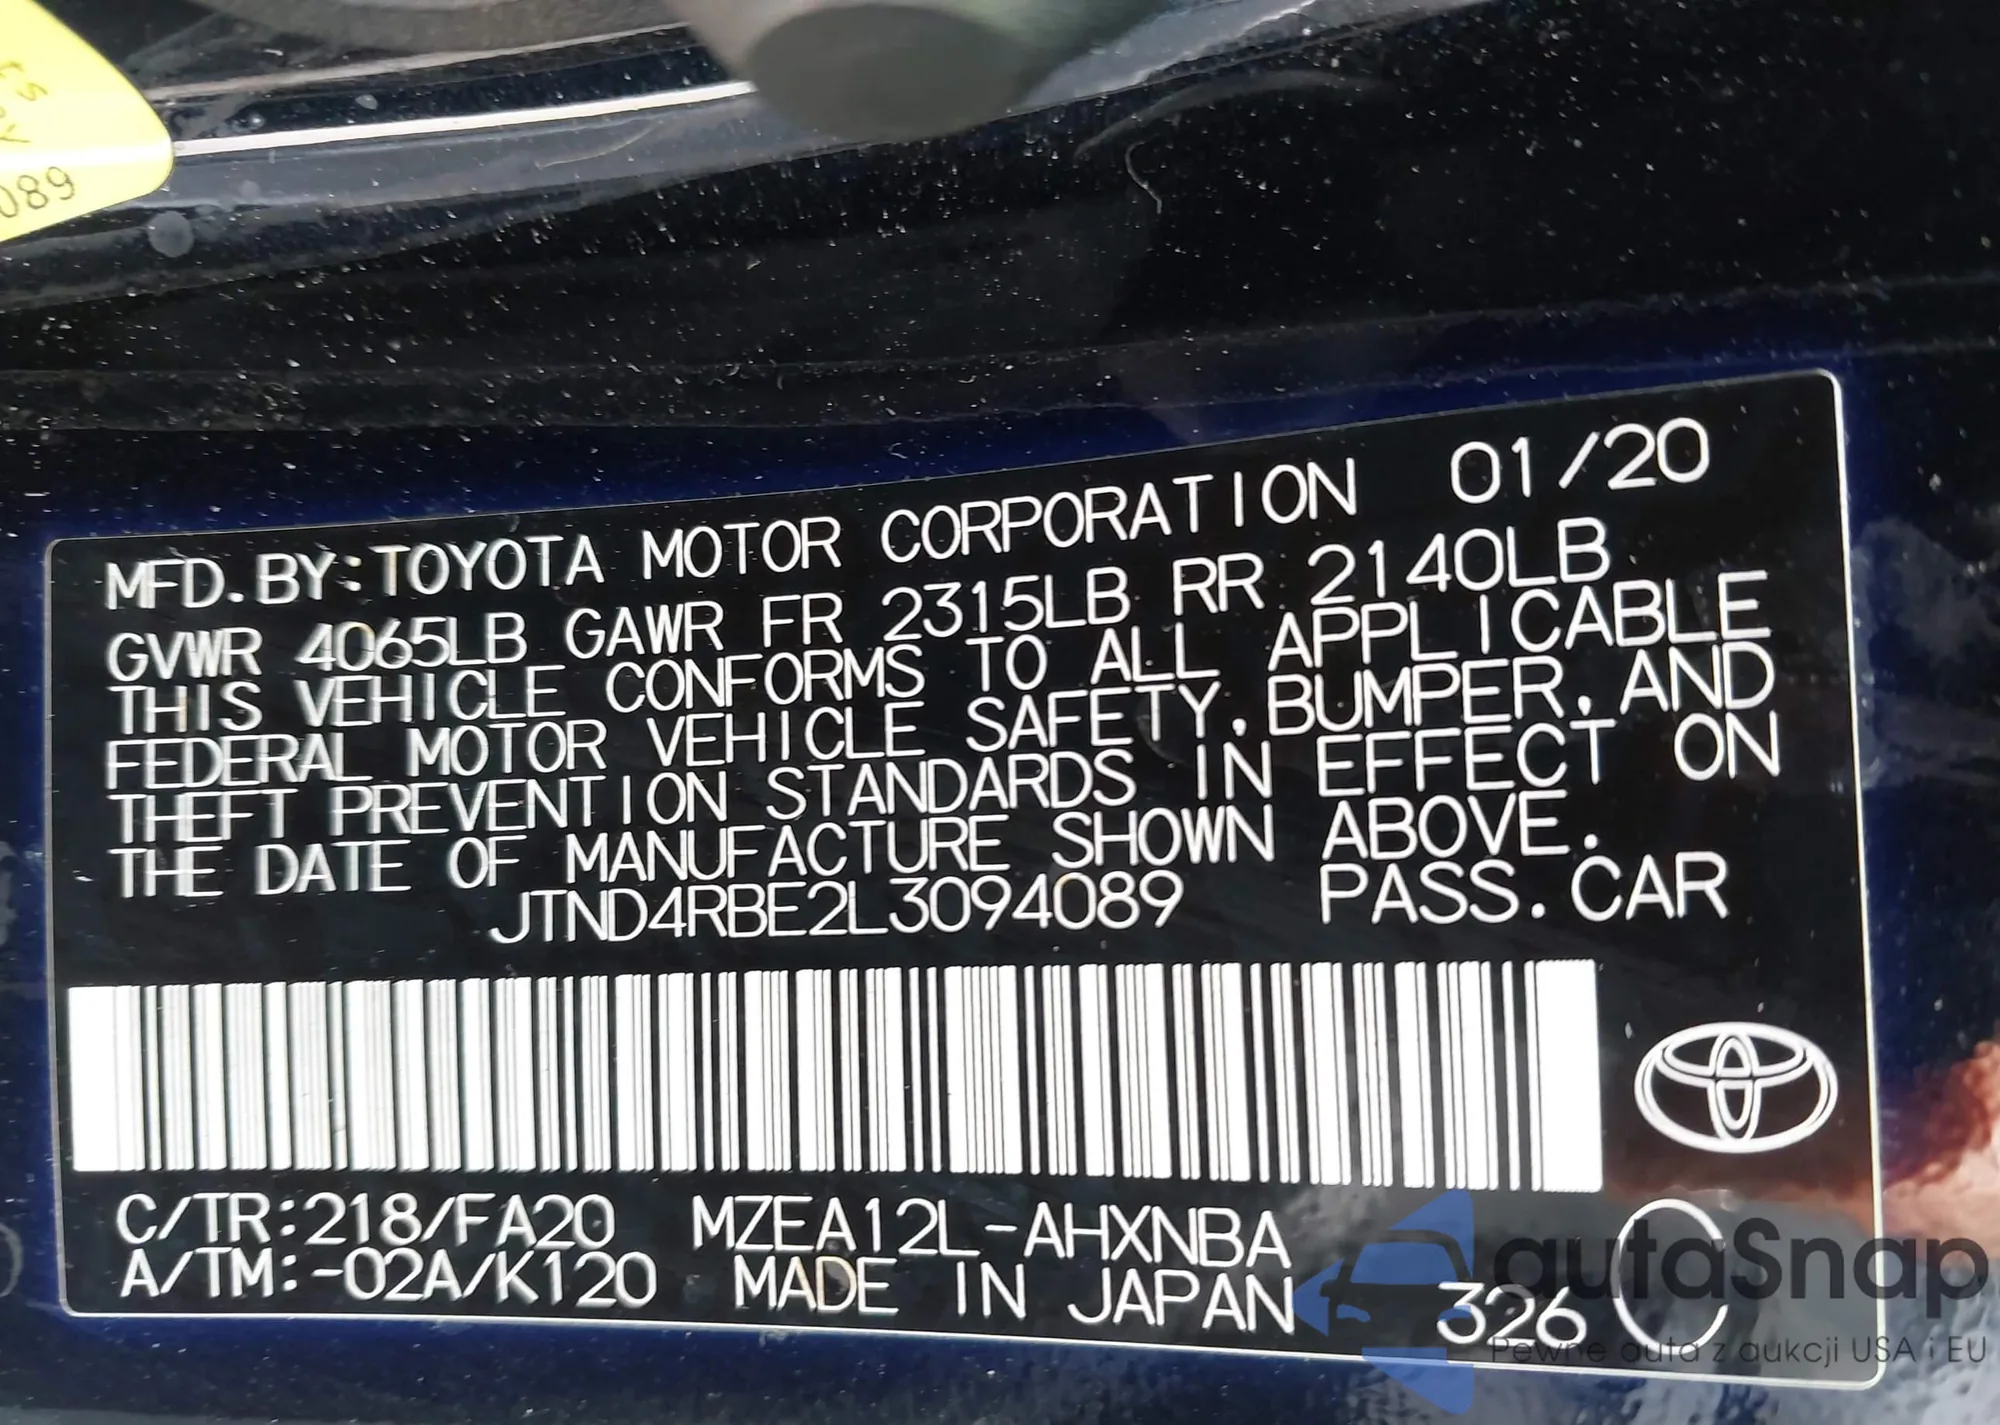 089
MFD.BY:TOYOTA MOTOR CORPORATION 01/20
GVWR 4065LB GAWR FR 2315LB RR 2140LB
THIS VEHICLE CONFORMS TO ALL APPLICABLE
FEDERAL MOTOR VEHICLE SAFETY,BUMPER,AND
THEFT PREVENTION STANDARDS IN EFFECT ON
THE DATE OF MANUFACTURE SHOWN ABOVE.
JTND4RBE2L3094089 PASS.CAR
C/TR:218/FA20 MZEA12L-AHXNBA
A/TM:-02A/K120 MADE IN JAPAN 326
autaSnap
Pewne auta z aukcji USA i EU